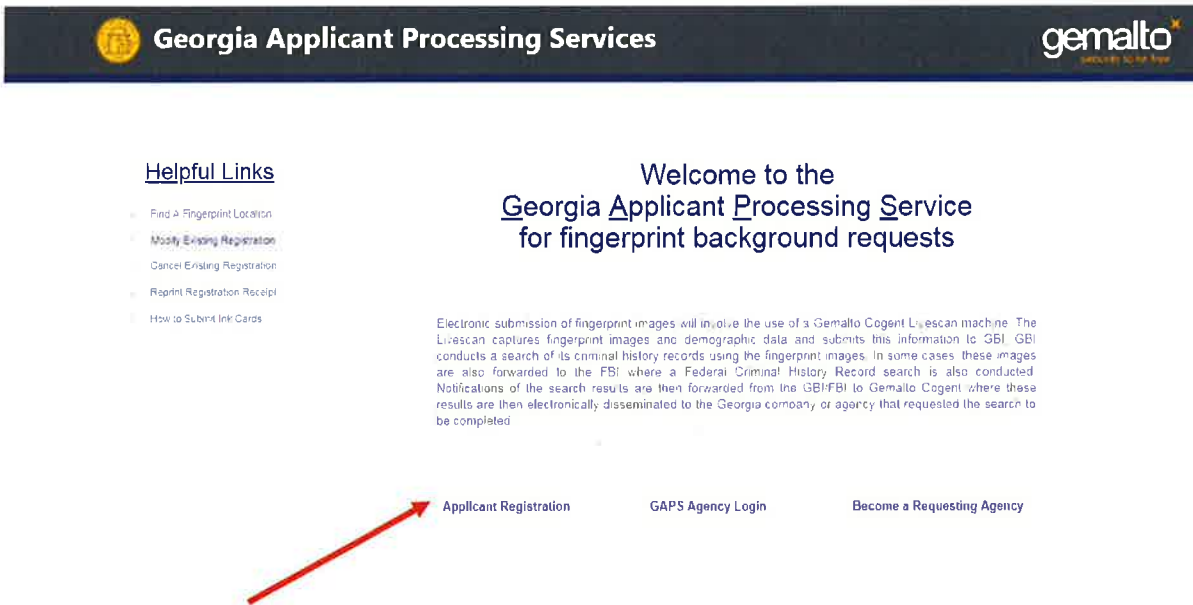 Georgia Applicant Processing Services
gemalto
security to be free
Helpful Links
Find A Fingerprint Location
Modify Existing Registration
Cancel Existing Registration
Reprint Registration Receipt
How to Submit Ink Cards
Welcome to the
Georgia Applicant Processing Service
for fingerprint background requests
Electronic submission of fingerprint images will involve the use of a Gemalto Cogent Livescan machine. The
Livescan captures fingerprint images and demographic data and submits this information to GBI. GBI
conducts a search of its criminal history records using the fingerprint images. In some cases, these images
are also forwarded to the FBI where a Federal Criminal History Record search is also conducted.
Notifications of the search results are then forwarded from the GBI/FBI to Gemalto Cogent where these
results are then electronically disseminated to the Georgia company or agency that requested the search to
be completed
Applicant Registration
GAPS Agency Login
Become a Requesting Agency